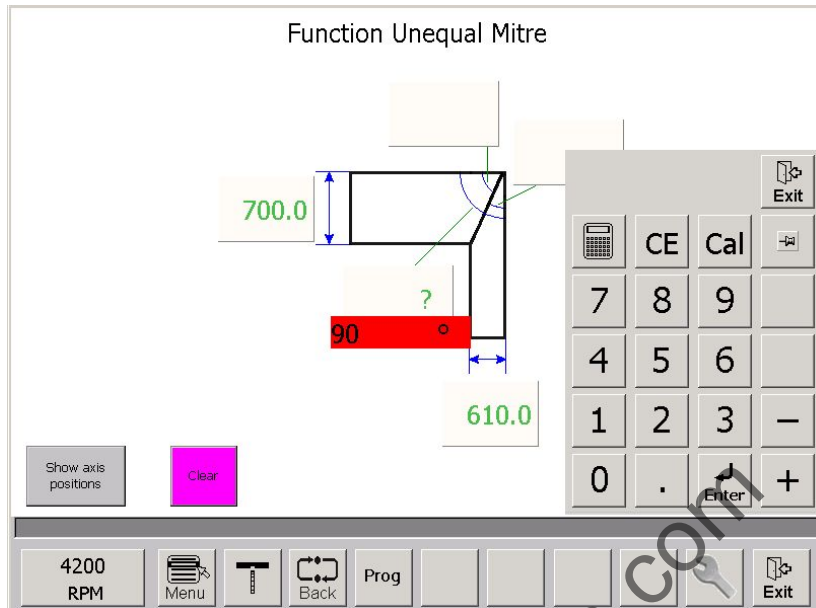 Function Unequal Mitre
700.0
?
90 °
610.0
Exit
CE Cal
7 8 9
4 5 6
1 2 3 −
0 . Enter +
Show axis
positions
Clear
4200
RPM
Menu
Back
Prog
Exit
com